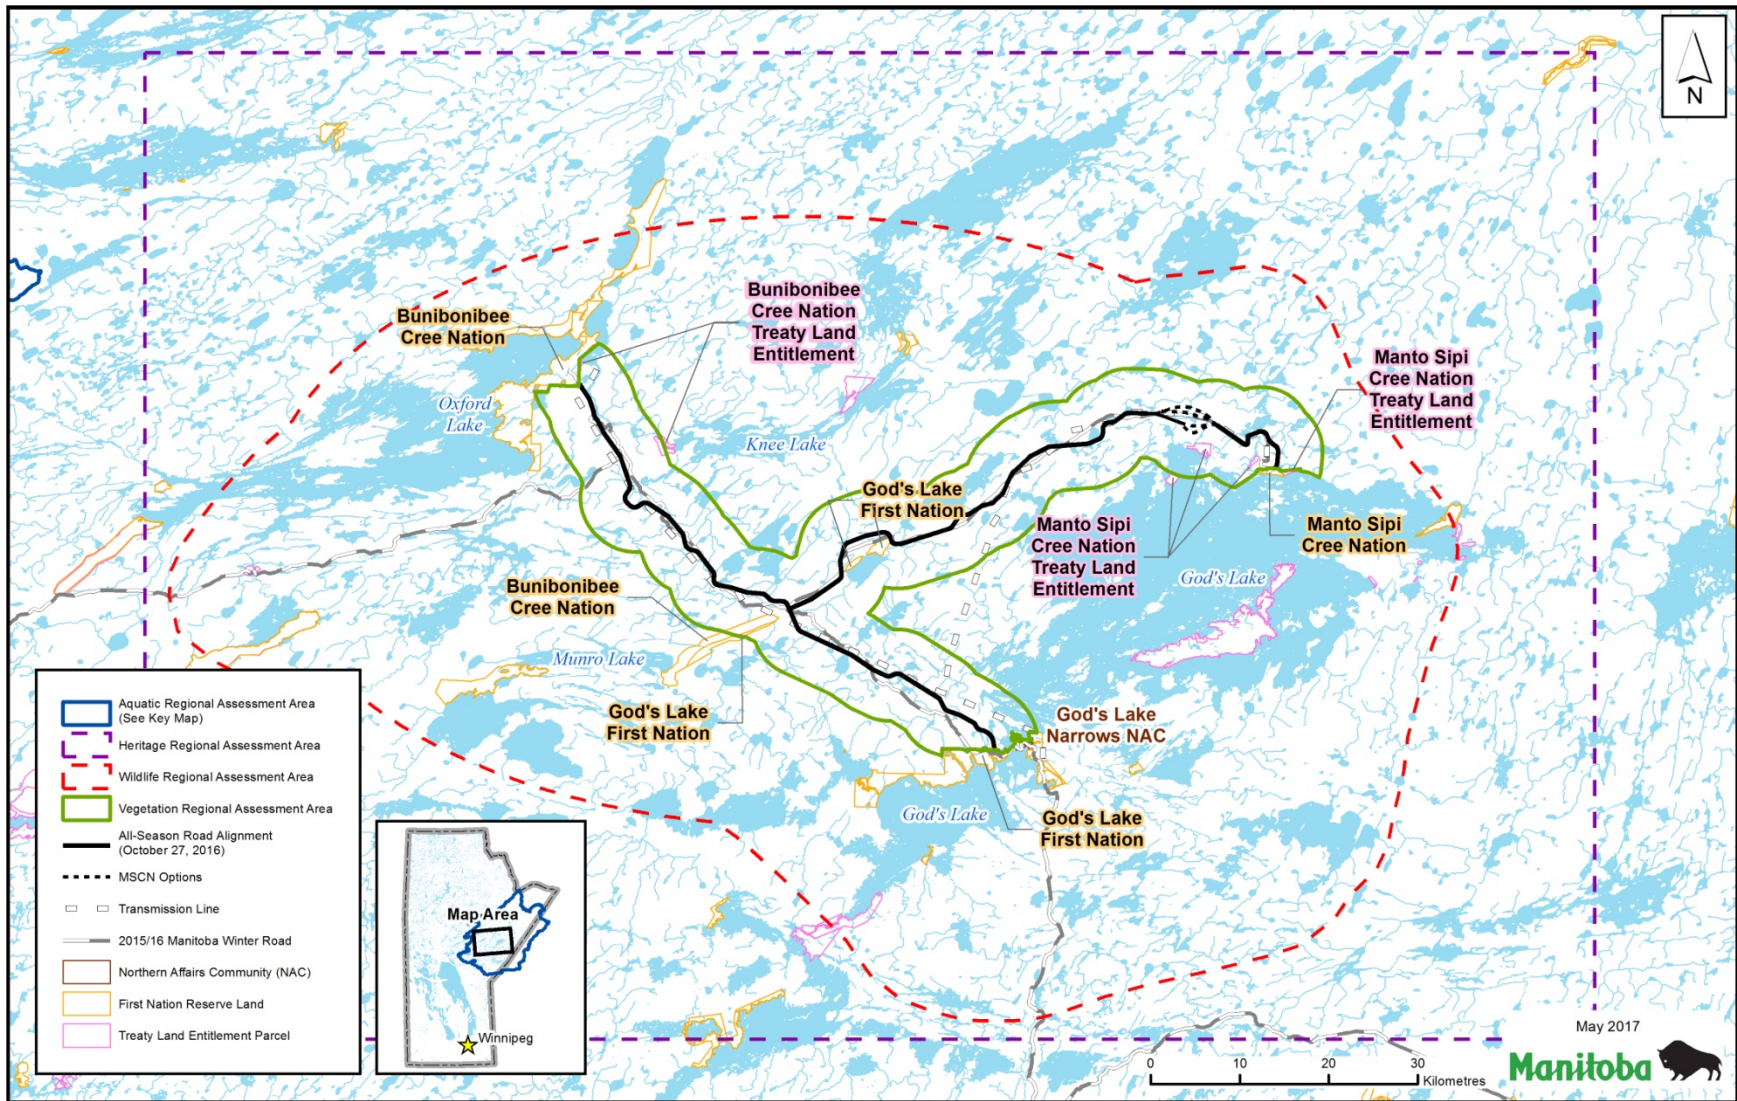 N
Bunibonibee
Cree Nation
Bunibonibee
Cree Nation
Treaty Land
Entitlement
Manto Sipi
Cree Nation
Treaty Land
Entitlement
Oxford
Lake
Knee Lake
God's Lake
First Nation
Manto Sipi
Cree Nation
Treaty Land
Entitlement
Manto Sipi
Cree Nation
God's Lake
Bunibonibee
Cree Nation
Munro Lake
God's Lake
First Nation
God's Lake
Narrows NAC
God's Lake
God's Lake
First Nation
Aquatic Regional Assessment Area
(See Key Map)
Heritage Regional Assessment Area
Wildlife Regional Assessment Area
Vegetation Regional Assessment Area
All-Season Road Alignment
(October 27, 2016)
MSCN Options
Transmission Line
2015/16 Manitoba Winter Road
Northern Affairs Community (NAC)
First Nation Reserve Land
Treaty Land Entitlement Parcel
Map Area
Winnipeg
May 2017
30 0 10 20 30
Kilometres
Manitoba